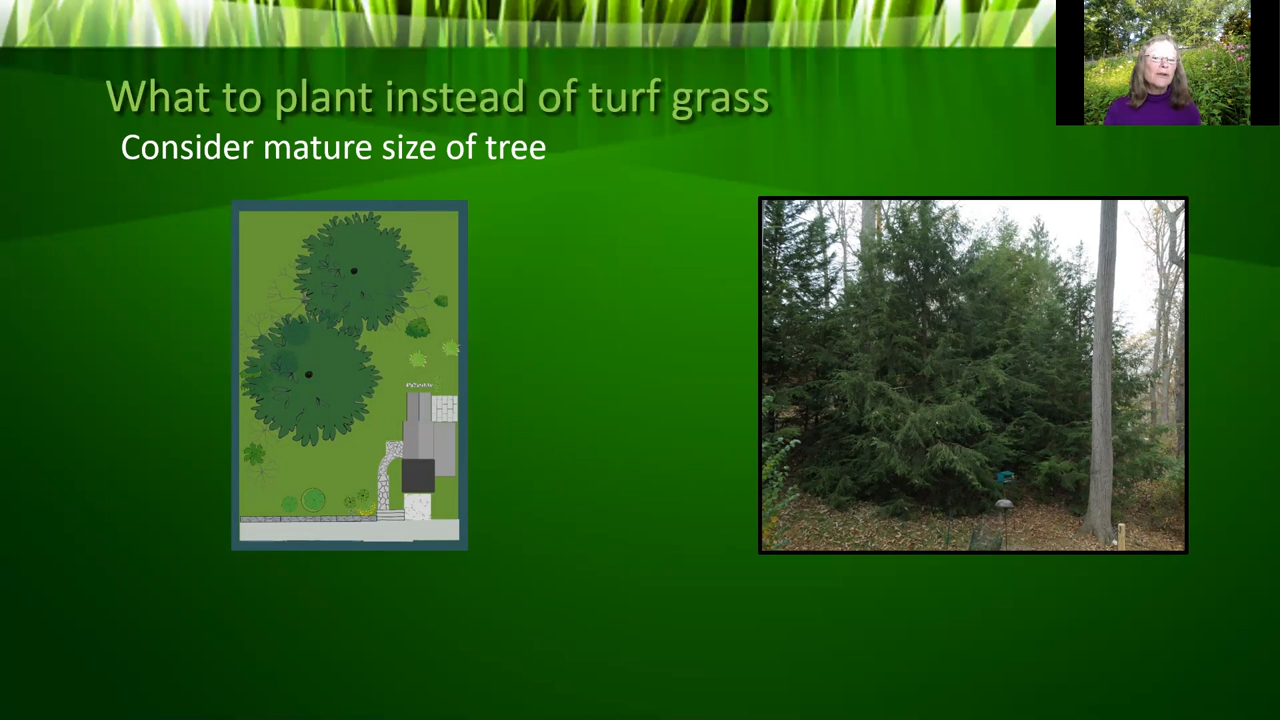 What to plant instead of turf grass
Consider mature size of tree